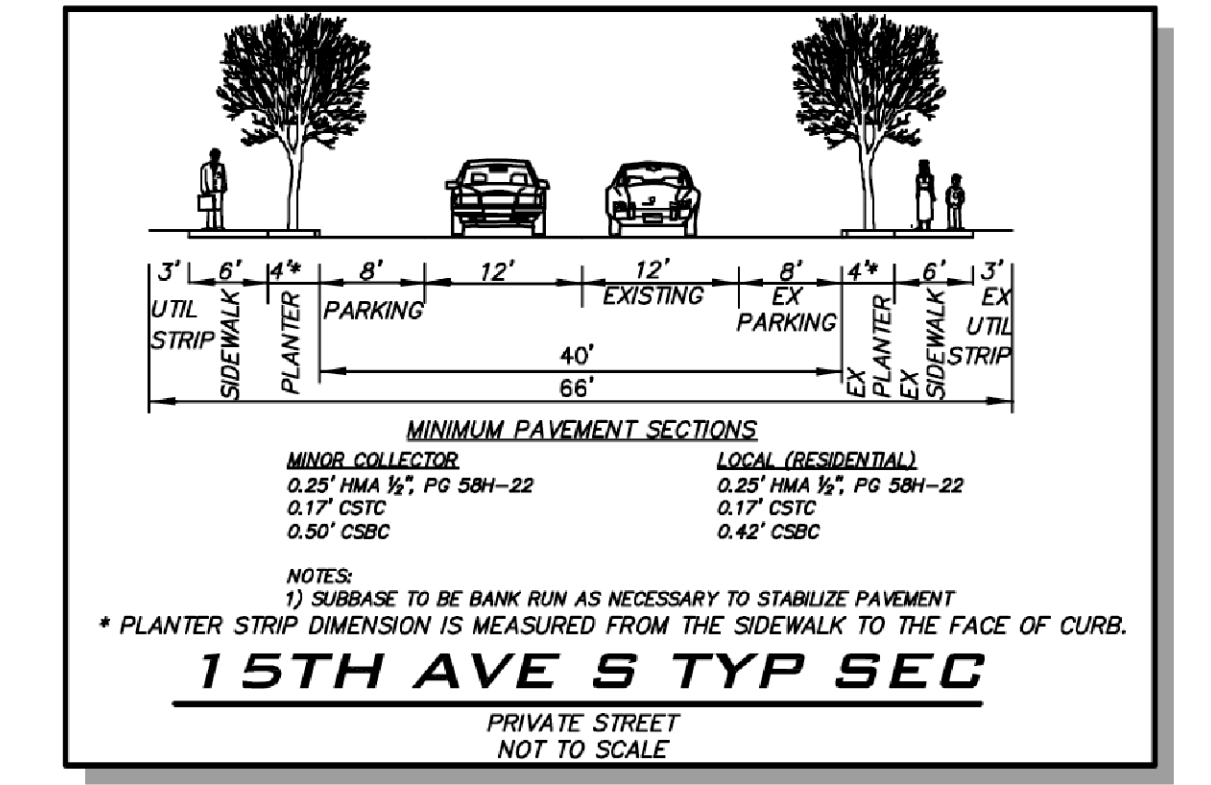 3' 6' 4'* 8' 12' 12' 8' 4'* 6' 3'
UTIL STRIP
SIDEWALK
PLANTER
PARKING
EXISTING
EX PARKING
EX PLANTER
EX SIDEWALK
EX UTIL STRIP
40'
66'
MINIMUM PAVEMENT SECTIONS
MINOR COLLECTOR
0.25' HMA ½", PG 58H-22
0.17' CSTC
0.50' CSBC
LOCAL (RESIDENTIAL)
0.25' HMA ½", PG 58H-22
0.17' CSTC
0.42' CSBC
NOTES:
1) SUBBASE TO BE BANK RUN AS NECESSARY TO STABILIZE PAVEMENT
* PLANTER STRIP DIMENSION IS MEASURED FROM THE SIDEWALK TO THE FACE OF CURB.
15TH AVE S TYP SEC
PRIVATE STREET
NOT TO SCALE